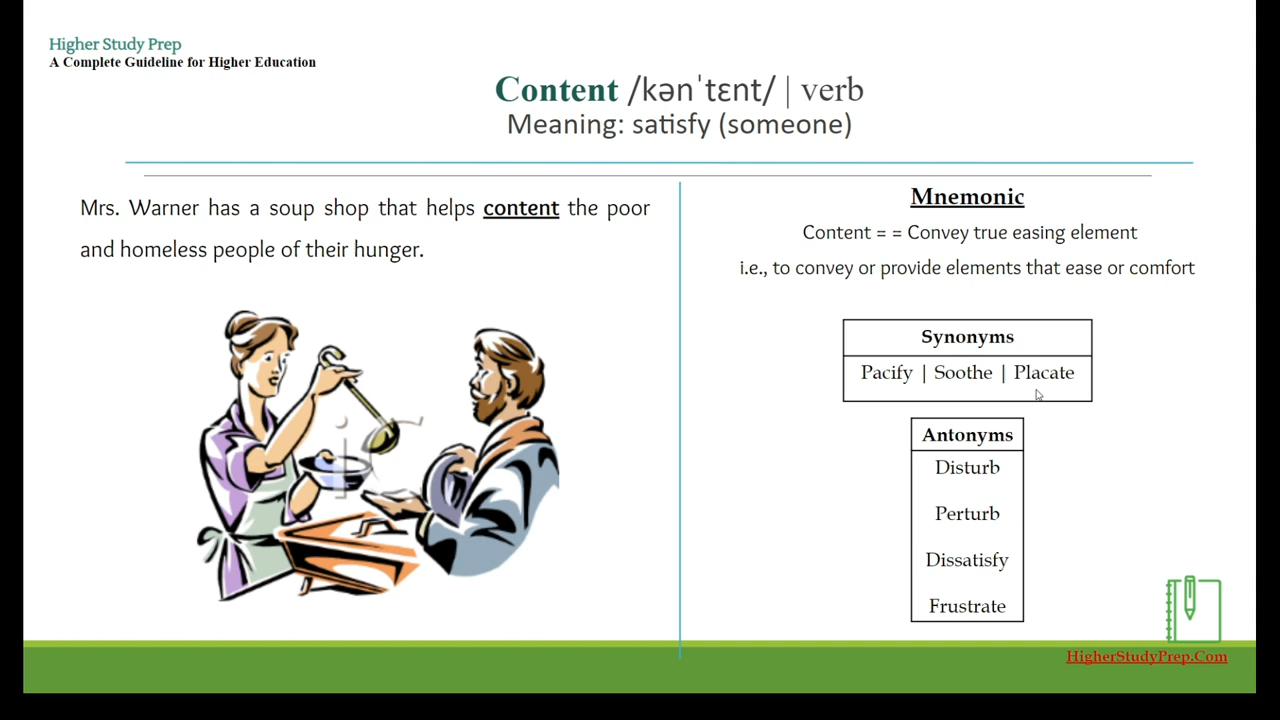 Higher Study Prep
A Complete Guideline for Higher Education
Content /kənˈtɛnt/ | verb
Meaning: satisfy (someone)
Mrs. Warner has a soup shop that helps content the poor
and homeless people of their hunger.
Mnemonic
Content = = Convey true easing element
i.e., to convey or provide elements that ease or comfort
Synonyms
Pacify | Soothe | Placate
Antonyms
Disturb
Perturb
Dissatisfy
Frustrate
HigherStudyPrep.Com